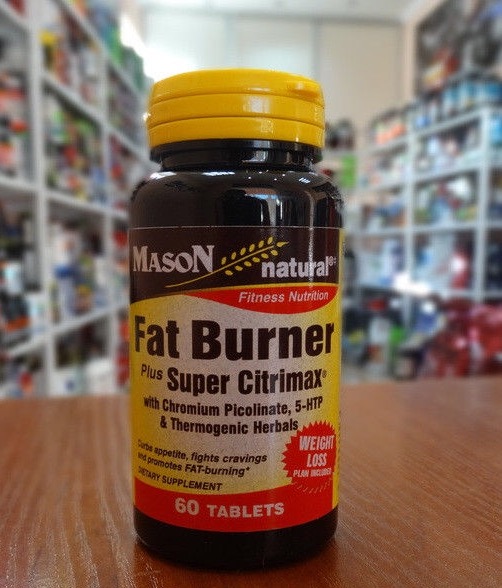 MASON natural®
Fitness Nutrition
Fat Burner
Plus Super Citrimax®
with Chromium Picolinate, 5-HTP
& Thermogenic Herbals
Curbs appetite, fights cravings
and promotes FAT-burning*
DIETARY SUPPLEMENT
WEIGHT
LOSS
PLAN INCLUDED
60 TABLETS